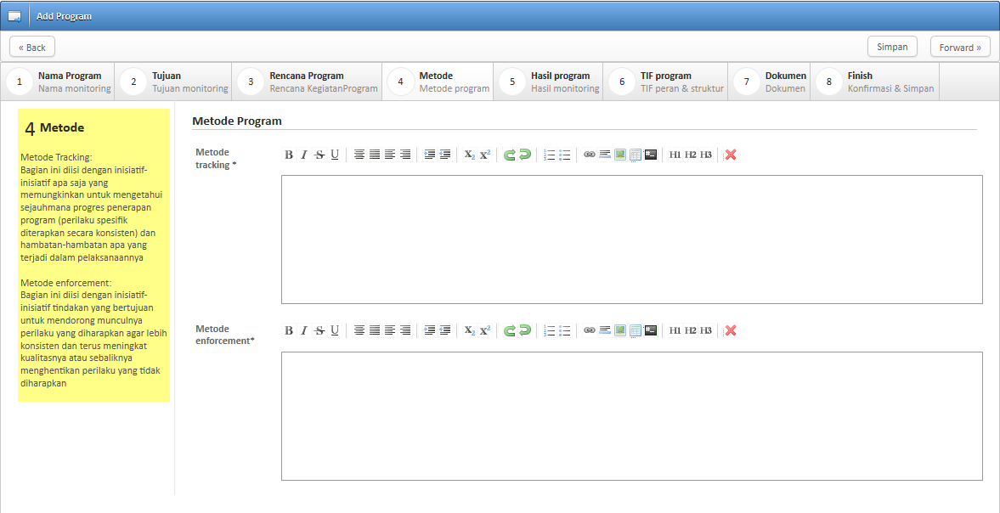 Add Program
« Back
Simpan
Forward »
1 Nama Program
Nama monitoring
2 Tujuan
Tujuan monitoring
3 Rencana Program
Rencana KegiatanProgram
4 Metode
Metode program
5 Hasil program
Hasil monitoring
6 TIF program
TIF peran & struktur
7 Dokumen
Dokumen
8 Finish
Konfirmasi & Simpan
4 Metode
Metode Tracking:
Bagian ini diisi dengan inisiatif-
inisiatif apa saja yang
memungkinkan untuk mengetahui
sejauhmana progres penerapan
program (perilaku spesifik
diterapkan secara konsisten) dan
hambatan-hambatan apa yang
terjadi dalam pelaksanaannya
Metode enforcement:
Bagian ini diisi dengan inisiatif-
inisiatif tindakan yang bertujuan
untuk mendorong munculnya
perilaku yang diharapkan agar lebih
konsisten dan terus meningkat
kualitasnya atau sebaliknya
menghentikan perilaku yang tidak
diharapkan
Metode Program
Metode
tracking *
B I S U X2 X2 H1 H2 H3
Metode
enforcement*
B I S U X2 X2 H1 H2 H3